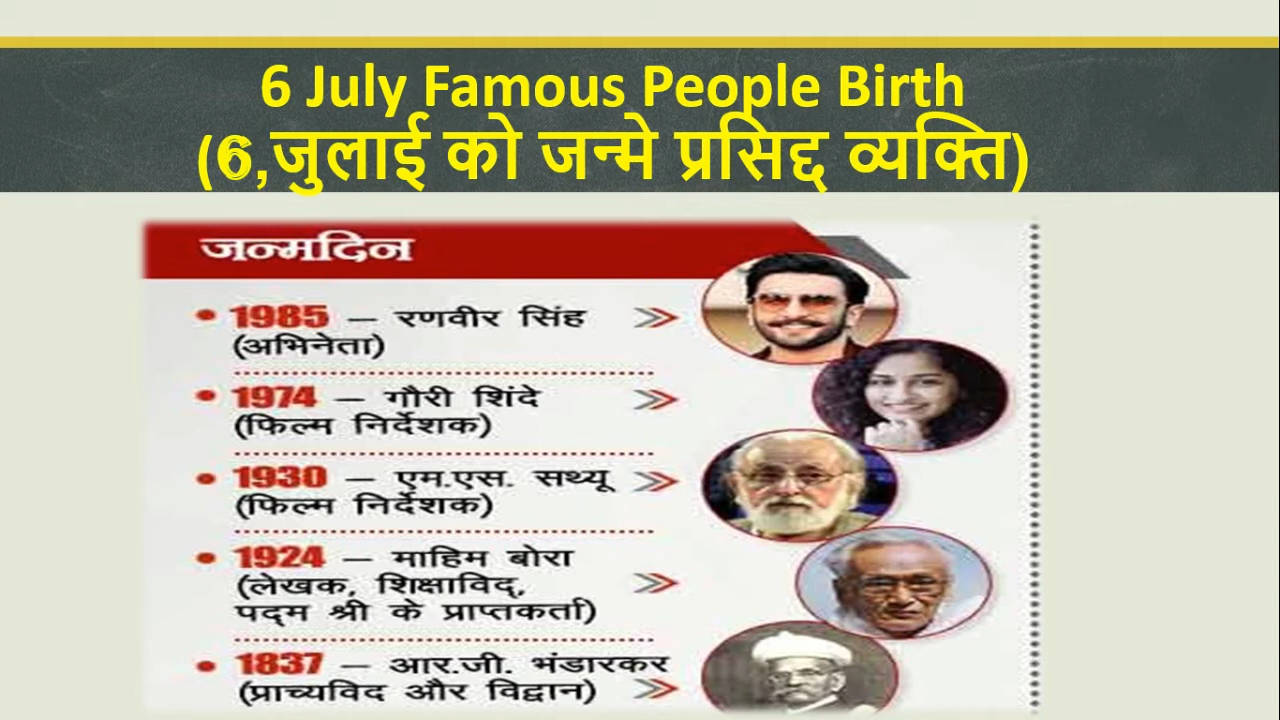 6 July Famous People Birth
(6,जुलाई को जन्मे प्रसिद्द व्यक्ति)
जन्मदिन
• 1985 – रणवीर सिंह
(अभिनेता)
• 1974 – गौरी शिंदे
(फिल्म निर्देशक)
• 1930 – एम.एस. सथ्यू
(फिल्म निर्देशक)
• 1924 – माहिम बोरा
(लेखक, शिक्षाविद्,
पद्म श्री के प्राप्तकर्ता)
• 1837 – आर.जी. भंडारकर
(प्राच्यविद और विद्वान)